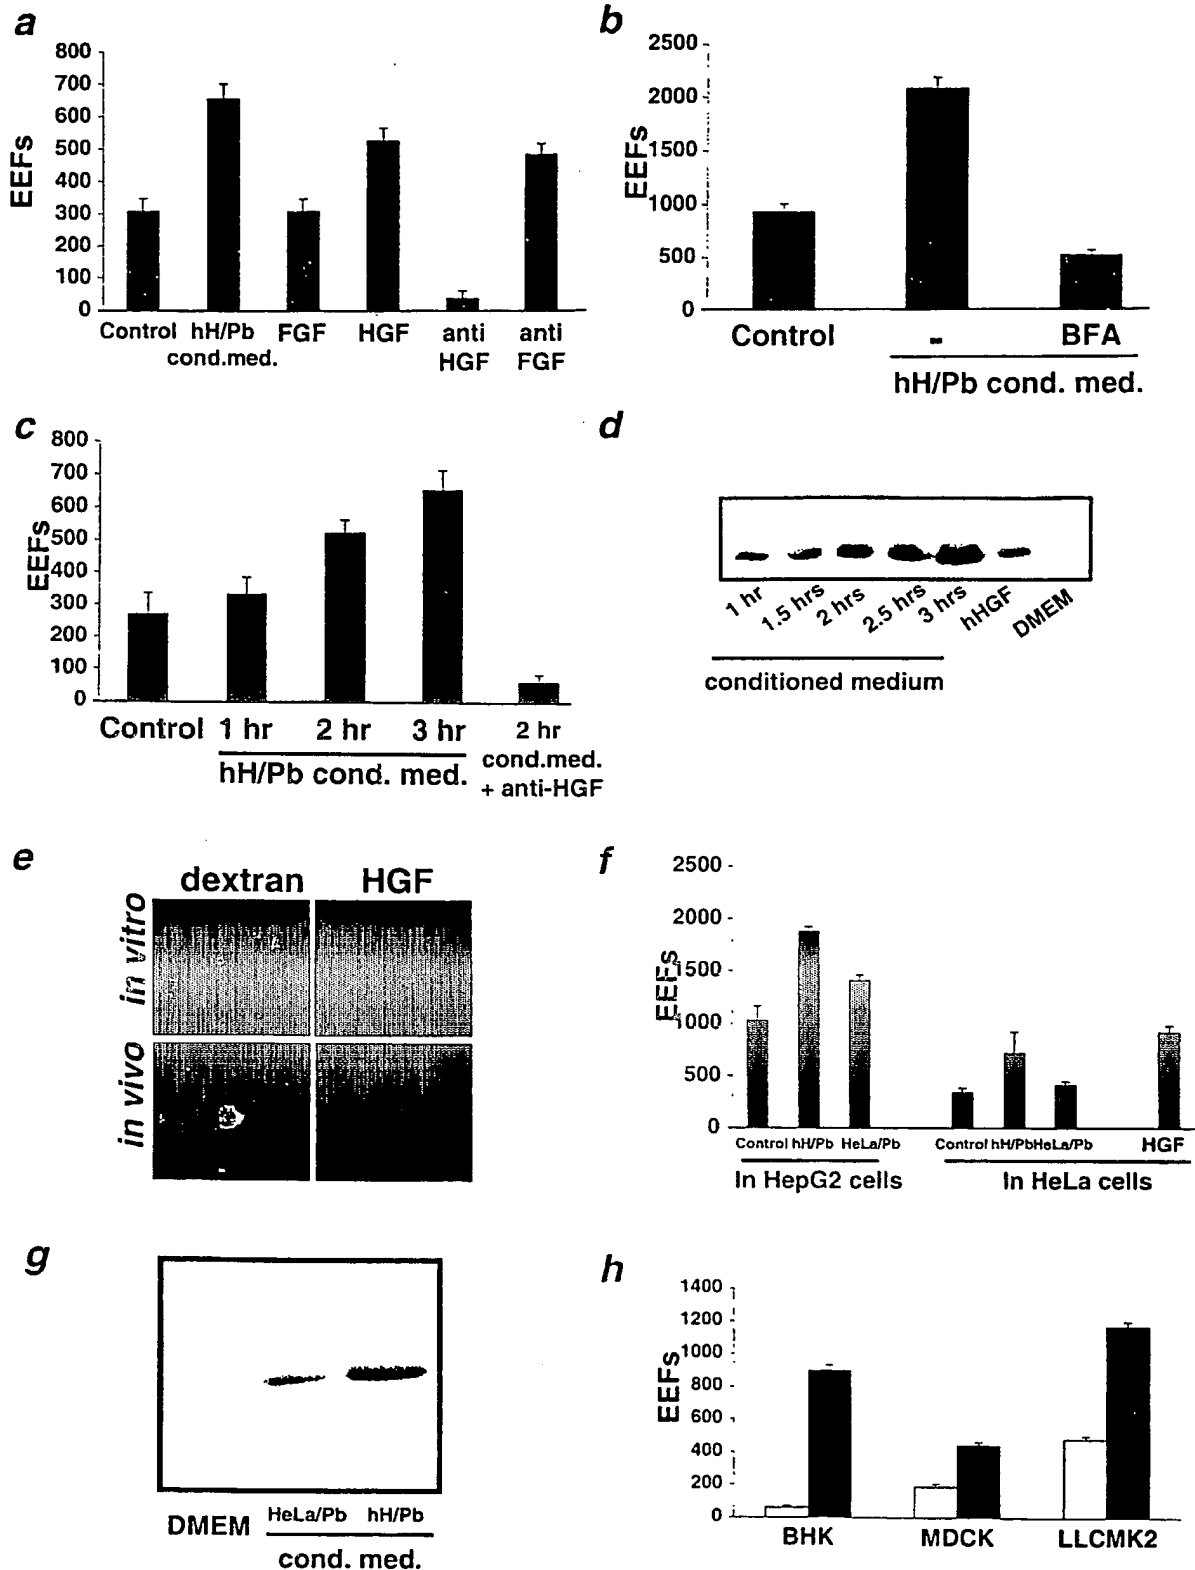 a
800
700
600
500
400
300
200
100
0
EEFs
Control hH/Pb FGF HGF anti anti
cond.med. HGF FGF
b
2500
2000
1500
1000
500
0
EEFs
Control - BFA
hH/Pb cond. med.
c
800
700
600
500
400
300
200
100
0
EEFs
Control 1 hr 2 hr 3 hr 2 hr
hH/Pb cond. med. cond.med.
+ anti-HGF
d
1 hr 1.5 hrs 2 hrs 2.5 hrs 3 hrs hHGF DMEM
conditioned medium
e
dextran HGF
in vitro
in vivo
f
2500
2000
1500
1000
500
0
EEFs
Control hH/Pb HeLa/Pb Control hH/Pb HeLa/Pb HGF
In HepG2 cells In HeLa cells
g
DMEM HeLa/Pb hH/Pb
cond. med.
h
1400
1200
1000
800
600
400
200
0
EEFs
BHK MDCK LLCMK2